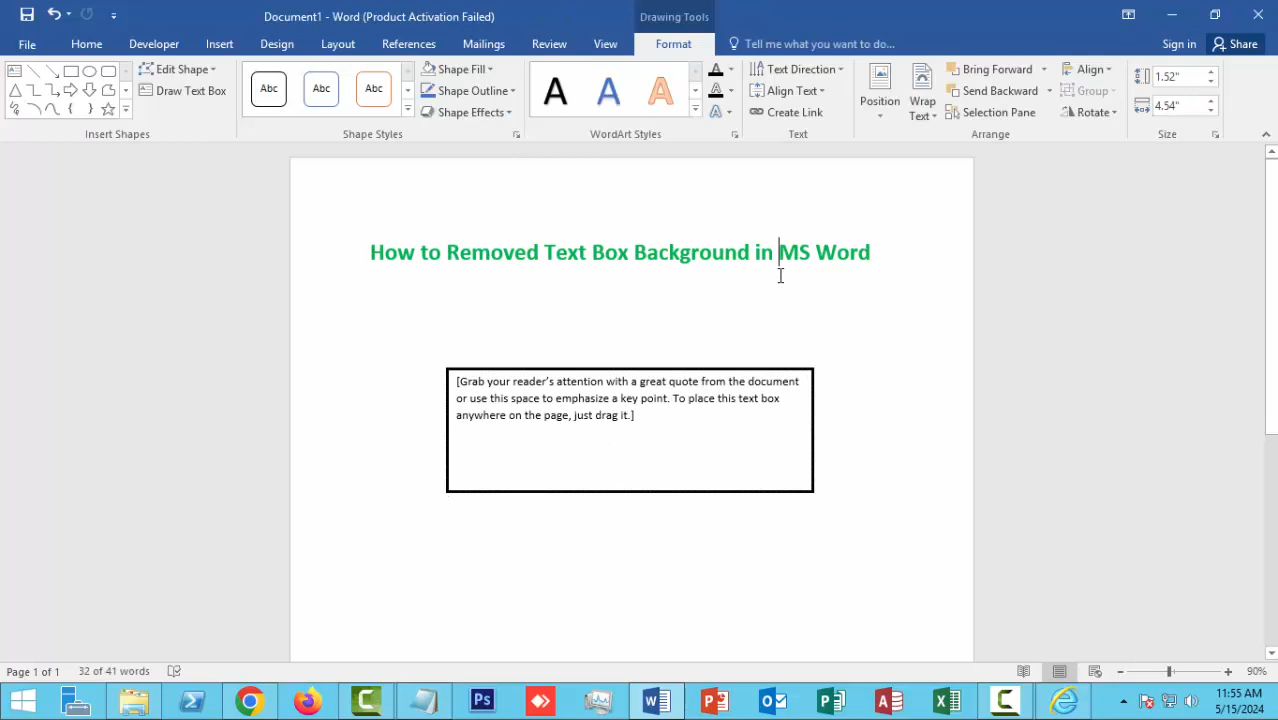 Document1 - Word (Product Activation Failed)
Drawing Tools
File Home Developer Insert Design Layout References Mailings Review View Format Tell me what you want to do... Sign in Share
Edit Shape
Draw Text Box
Insert Shapes
Abc Abc Abc
Shape Fill
Shape Outline
Shape Effects
Shape Styles
A A A
A
A
A
WordArt Styles
Text Direction
Align Text
Create Link
Text
Position
Wrap
Text
Bring Forward
Send Backward
Selection Pane
Align
Group
Rotate
Arrange
1.52"
4.54"
Size
How to Removed Text Box Background in MS Word
[Grab your reader’s attention with a great quote from the document
or use this space to emphasize a key point. To place this text box
anywhere on the page, just drag it.]
Page 1 of 1 32 of 41 words 90%
11:55 AM
5/15/2024